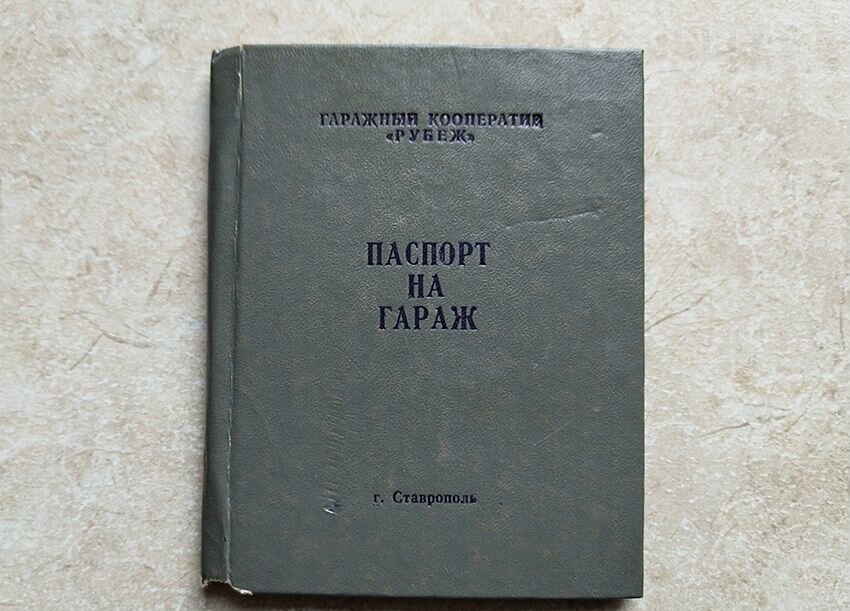 ГАРАЖНЫЙ КООПЕРАТИВ
«РУБЕЖ»
ПАСПОРТ
НА
ГАРАЖ
г. Ставрополь